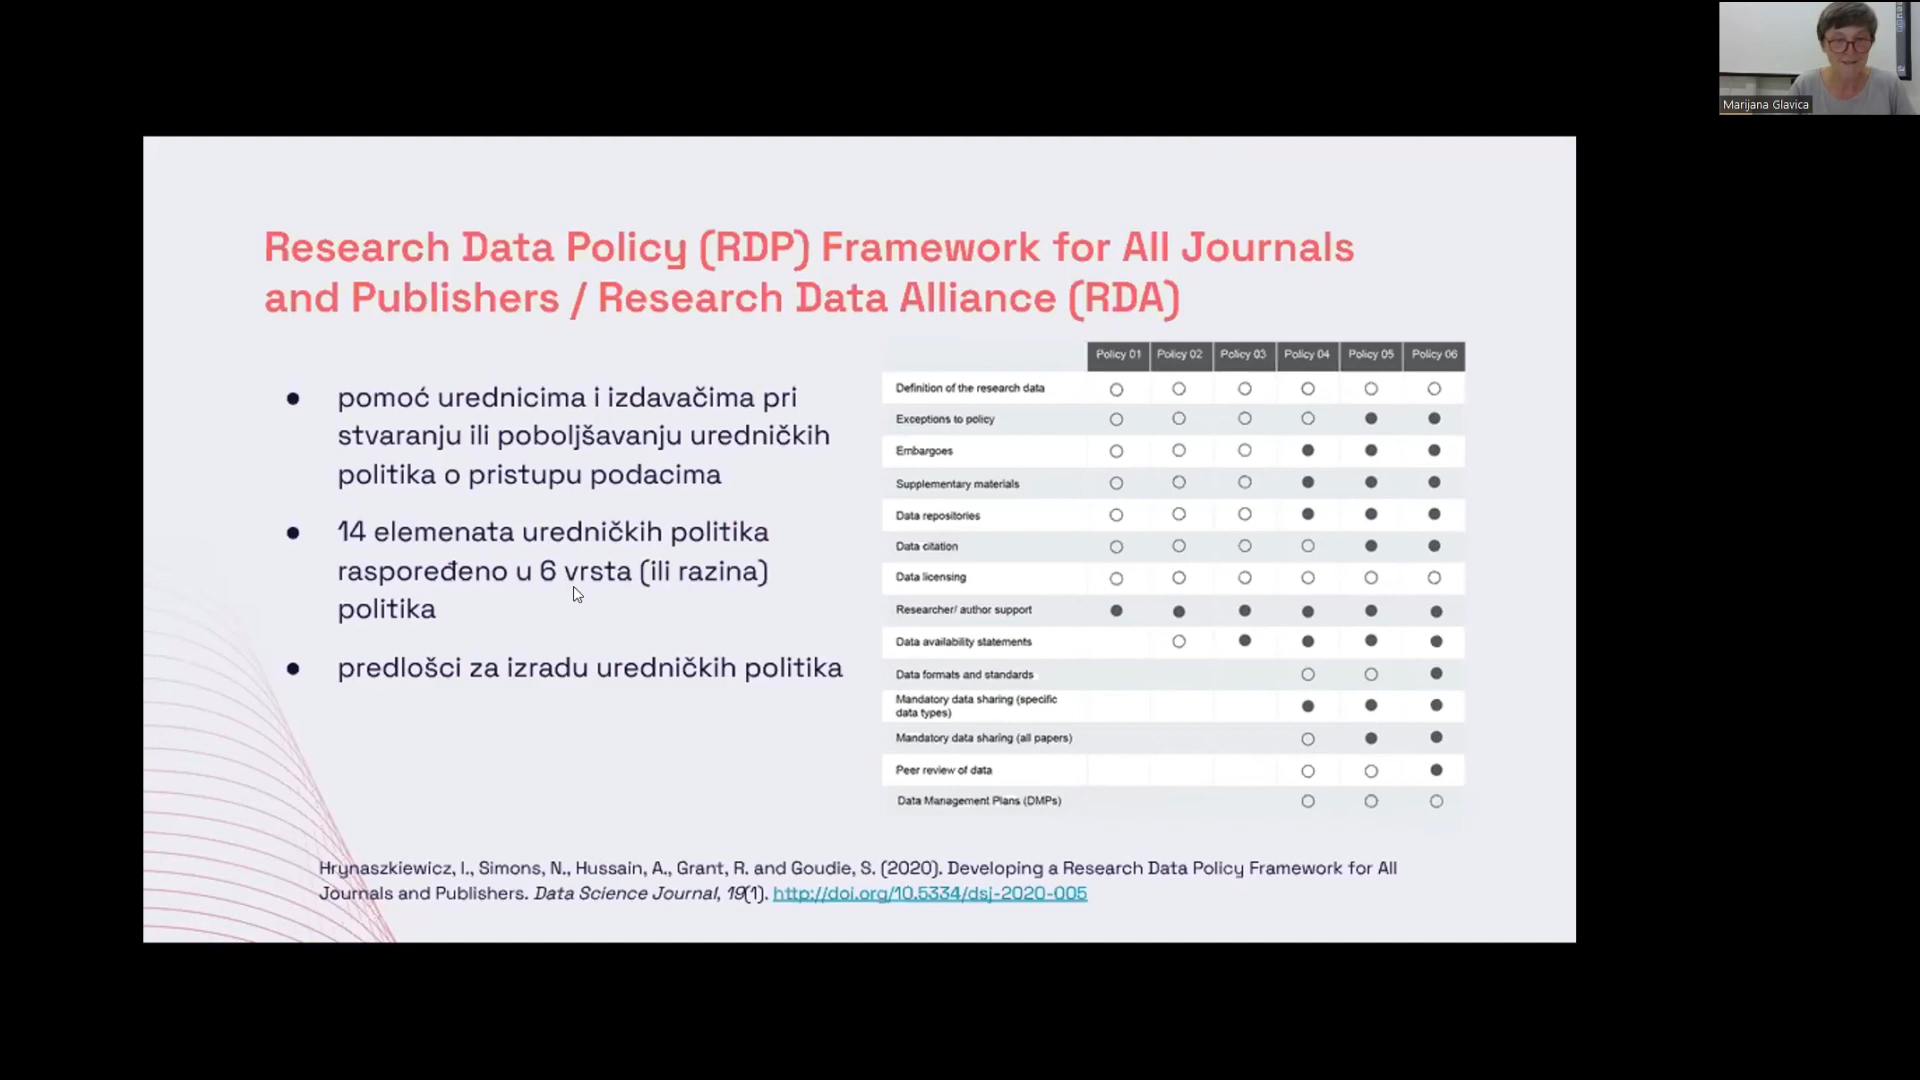 Marijana Glavica
Research Data Policy (RDP) Framework for All Journals
and Publishers / Research Data Alliance (RDA)
● pomoć urednicima i izdavačima pri
stvaranju ili poboljšavanju uredničkih
politika o pristupu podacima
● 14 elemenata uredničkih politika
raspoređeno u 6 vrsta (ili razina)
politika
● predlošci za izradu uredničkih politika
Policy 01 Policy 02 Policy 03 Policy 04 Policy 05 Policy 06
Definition of the research data ○ ○ ○ ○ ○ ○
Exceptions to policy ○ ○ ○ ○ ● ●
Embargoes ○ ○ ○ ● ● ●
Supplementary materials ○ ○ ○ ● ● ●
Data repositories ○ ○ ○ ● ● ●
Data citation ○ ○ ○ ○ ● ●
Data licensing ○ ○ ○ ○ ○ ○
Researcher/ author support ● ● ● ● ● ●
Data availability statements ○ ● ● ● ●
Data formats and standards ○ ○ ●
Mandatory data sharing (specific
data types) ● ● ●
Mandatory data sharing (all papers) ○ ● ●
Peer review of data ○ ○ ●
Data Management Plans (DMPs) ○ ○ ○
Hrynaszkiewicz, I., Simons, N., Hussain, A., Grant, R. and Goudie, S. (2020). Developing a Research Data Policy Framework for All
Journals and Publishers. Data Science Journal, 19(1). http://doi.org/10.5334/dsj-2020-005